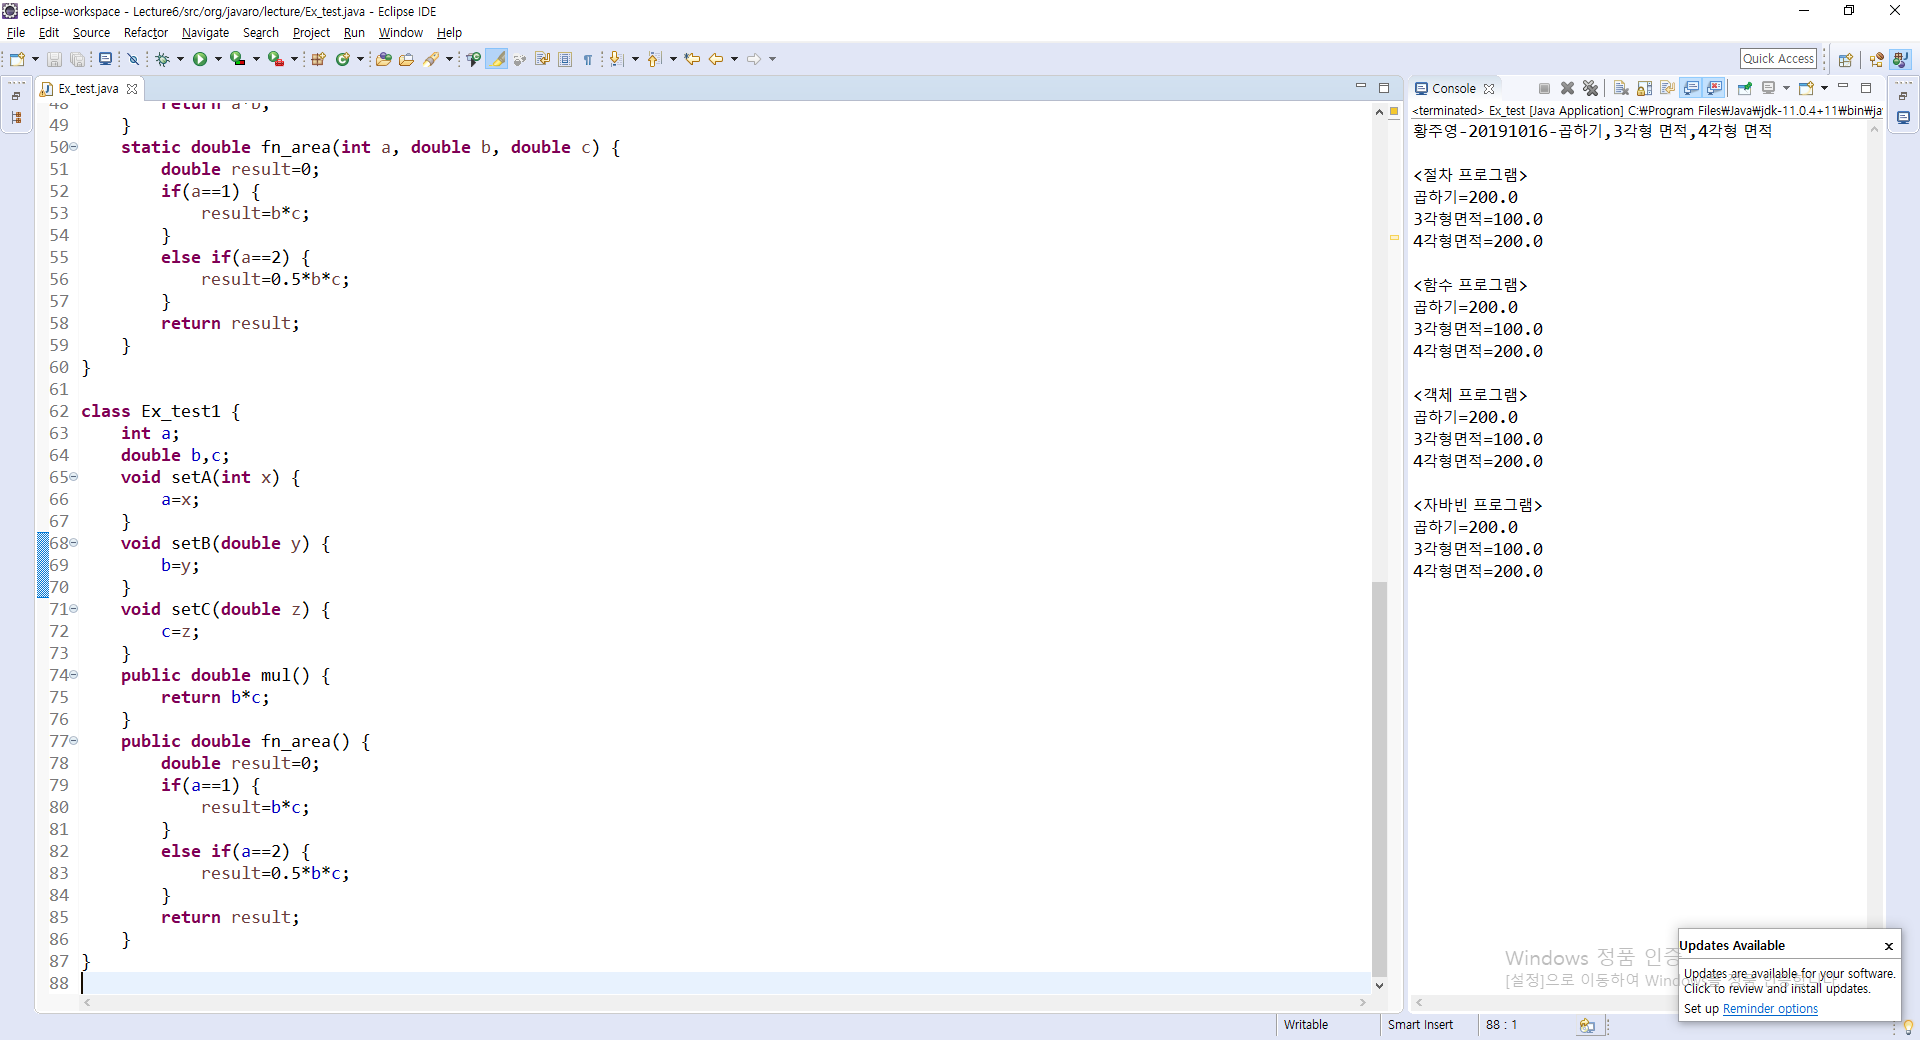 eclipse-workspace - Lecture6/src/org/javaro/lecture/Ex_test.java - Eclipse IDE
File Edit Source Refactor Navigate Search Project Run Window Help
Quick Access
Ex_test.java
48 return a*b;
49 }
50 static double fn_area(int a, double b, double c) {
51 double result=0;
52 if(a==1) {
53 result=b*c;
54 }
55 else if(a==2) {
56 result=0.5*b*c;
57 }
58 return result;
59 }
60 }
61
62 class Ex_test1 {
63 int a;
64 double b,c;
65 void setA(int x) {
66 a=x;
67 }
68 void setB(double y) {
69 b=y;
70 }
71 void setC(double z) {
72 c=z;
73 }
74 public double mul() {
75 return b*c;
76 }
77 public double fn_area() {
78 double result=0;
79 if(a==1) {
80 result=b*c;
81 }
82 else if(a==2) {
83 result=0.5*b*c;
84 }
85 return result;
86 }
87 }
88
Console
<terminated> Ex_test [Java Application] C:₩Program Files₩Java₩jdk-11.0.4+11₩bin₩ja
황주영-20191016-곱하기,3각형 면적,4각형 면적
<절차 프로그램>
곱하기=200.0
3각형면적=100.0
4각형면적=200.0
<함수 프로그램>
곱하기=200.0
3각형면적=100.0
4각형면적=200.0
<객체 프로그램>
곱하기=200.0
3각형면적=100.0
4각형면적=200.0
<자바빈 프로그램>
곱하기=200.0
3각형면적=100.0
4각형면적=200.0
Windows 정품 인증
[설정]으로 이동하여
Updates Available
Updates are available for your software.
Click to review and install updates.
Set up Reminder options
Writable Smart Insert 88 : 1